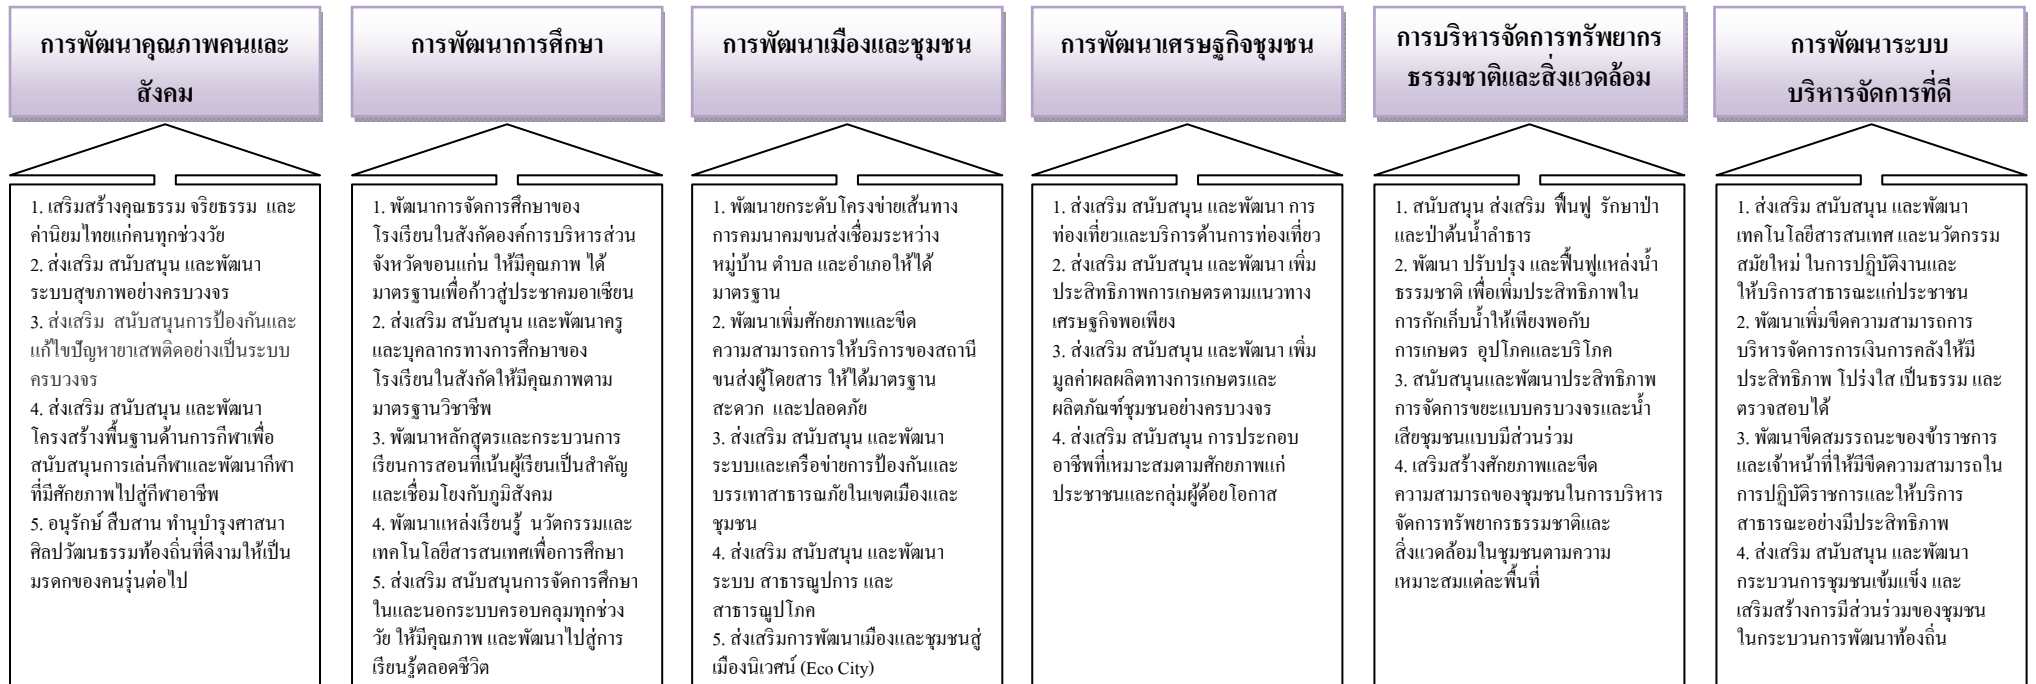 การพัฒนาคุณภาพคนและ
สังคม
1. เสริมสร้างคุณธรรม จริยธรรม และ
ค่านิยมไทยแก่คนทุกช่วงวัย
2. ส่งเสริม สนับสนุน และพัฒนา
ระบบสุขภาพอย่างครบวงจร
3. ส่งเสริม สนับสนุนการป้องกันและ
แก้ไขปัญหายาเสพติดอย่างเป็นระบบ
ครบวงจร
4. ส่งเสริม สนับสนุน และพัฒนา
โครงสร้างพื้นฐานด้านการกีฬาเพื่อ
สนับสนุนการเล่นกีฬาและพัฒนากีฬา
ที่มีศักยภาพไปสู่กีฬาอาชีพ
5. อนุรักษ์ สืบสาน ทำนุบำรุงศาสนา
ศิลปวัฒนธรรมท้องถิ่นที่ดีงามให้เป็น
มรดกของคนรุ่นต่อไป
การพัฒนาการศึกษา
1. พัฒนาการจัดการศึกษาของ
โรงเรียนในสังกัดองค์การบริหารส่วน
จังหวัดขอนแก่น ให้มีคุณภาพ ได้
มาตรฐานเพื่อก้าวสู่ประชาคมอาเซียน
2. ส่งเสริม สนับสนุน และพัฒนาครู
และบุคลากรทางการศึกษาของ
โรงเรียนในสังกัดให้มีคุณภาพตาม
มาตรฐานวิชาชีพ
3. พัฒนาหลักสูตรและกระบวนการ
เรียนการสอนที่เน้นผู้เรียนเป็นสำคัญ
และเชื่อมโยงกับภูมิสังคม
4. พัฒนาแหล่งเรียนรู้ นวัตกรรมและ
เทคโนโลยีสารสนเทศเพื่อการศึกษา
5. ส่งเสริม สนับสนุนการจัดการศึกษา
ในและนอกระบบครอบคลุมทุกช่วง
วัย ให้มีคุณภาพ และพัฒนาไปสู่การ
เรียนรู้ตลอดชีวิต
การพัฒนาเมืองและชุมชน
1. พัฒนายกระดับโครงข่ายเส้นทาง
การคมนาคมขนส่งเชื่อมระหว่าง
หมู่บ้าน ตำบล และอำเภอให้ได้
มาตรฐาน
2. พัฒนาเพิ่มศักยภาพและขีด
ความสามารถการให้บริการของสถานี
ขนส่งผู้โดยสาร ให้ได้มาตรฐาน
สะดวก และปลอดภัย
3. ส่งเสริม สนับสนุน และพัฒนา
ระบบและเครือข่ายการป้องกันและ
บรรเทาสาธารณภัยในเขตเมืองและ
ชุมชน
4. ส่งเสริม สนับสนุน และพัฒนา
ระบบ สาธารณูปการ และ
สาธารณูปโภค
5. ส่งเสริมการพัฒนาเมืองและชุมชนสู่
เมืองนิเวศน์ (Eco City)
การพัฒนาเศรษฐกิจชุมชน
1. ส่งเสริม สนับสนุน และพัฒนา การ
ท่องเที่ยวและบริการด้านการท่องเที่ยว
2. ส่งเสริม สนับสนุน และพัฒนา เพิ่ม
ประสิทธิภาพการเกษตรตามแนวทาง
เศรษฐกิจพอเพียง
3. ส่งเสริม สนับสนุน และพัฒนา เพิ่ม
มูลค่าผลผลิตทางการเกษตรและ
ผลิตภัณฑ์ชุมชนอย่างครบวงจร
4. ส่งเสริม สนับสนุน การประกอบ
อาชีพที่เหมาะสมตามศักยภาพแก่
ประชาชนและกลุ่มผู้ด้อยโอกาส
การบริหารจัดการทรัพยากร
ธรรมชาติและสิ่งแวดล้อม
1. สนับสนุน ส่งเสริม ฟื้นฟู รักษาป่า
และป่าต้นน้ำลำธาร
2. พัฒนา ปรับปรุง และฟื้นฟูแหล่งน้ำ
ธรรมชาติ เพื่อเพิ่มประสิทธิภาพใน
การกักเก็บน้ำให้เพียงพอกับ
การเกษตร อุปโภคและบริโภค
3. สนับสนุนและพัฒนาประสิทธิภาพ
การจัดการขยะแบบครบวงจรและน้ำ
เสียชุมชนแบบมีส่วนร่วม
4. เสริมสร้างศักยภาพและขีด
ความสามารถของชุมชนในการบริหาร
จัดการทรัพยากรธรรมชาติและ
สิ่งแวดล้อมในชุมชนตามความ
เหมาะสมแต่ละพื้นที่
การพัฒนาระบบ
บริหารจัดการที่ดี
1. ส่งเสริม สนับสนุน และพัฒนา
เทคโนโลยีสารสนเทศ และนวัตกรรม
สมัยใหม่ ในการปฏิบัติงานและ
ให้บริการสาธารณะแก่ประชาชน
2. พัฒนาเพิ่มขีดความสามารถการ
บริหารจัดการการเงินการคลังให้มี
ประสิทธิภาพ โปร่งใส เป็นธรรม และ
ตรวจสอบได้
3. พัฒนาขีดสมรรถนะของข้าราชการ
และเจ้าหน้าที่ให้มีขีดความสามารถใน
การปฏิบัติราชการและให้บริการ
สาธารณะอย่างมีประสิทธิภาพ
4. ส่งเสริม สนับสนุน และพัฒนา
กระบวนการชุมชนเข้มแข็ง และ
เสริมสร้างการมีส่วนร่วมของชุมชน
ในกระบวนการพัฒนาท้องถิ่น